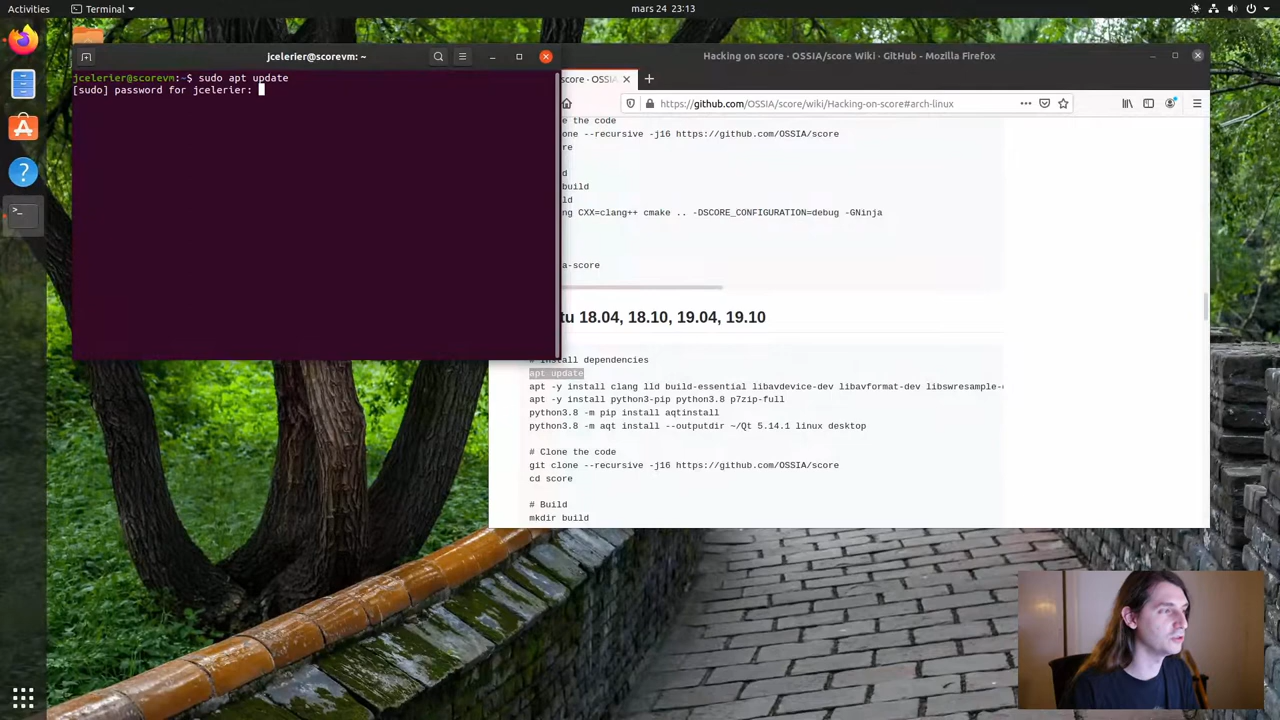 Activities
Terminal
mars 24 23:13
jcelerier@scorevm: ~
jcelerier@scorevm:~$ sudo apt update
[sudo] password for jcelerier:
Hacking on score · OSSIA/score Wiki · GitHub - Mozilla Firefox
score - OSSIA
https://github.com/OSSIA/score/wiki/Hacking-on-score#arch-linux
e the code
one --recursive -j16 https://github.com/OSSIA/score
re
d
build
ld
ng CXX=clang++ cmake .. -DSCORE_CONFIGURATION=debug -GNinja
a-score
tu 18.04, 18.10, 19.04, 19.10
# Install dependencies
apt update
apt -y install clang lld build-essential libavdevice-dev libavformat-dev libswresample-
apt -y install python3-pip python3.8 p7zip-full
python3.8 -m pip install aqtinstall
python3.8 -m aqt install --outputdir ~/Qt 5.14.1 linux desktop
# Clone the code
git clone --recursive -j16 https://github.com/OSSIA/score
cd score
# Build
mkdir build